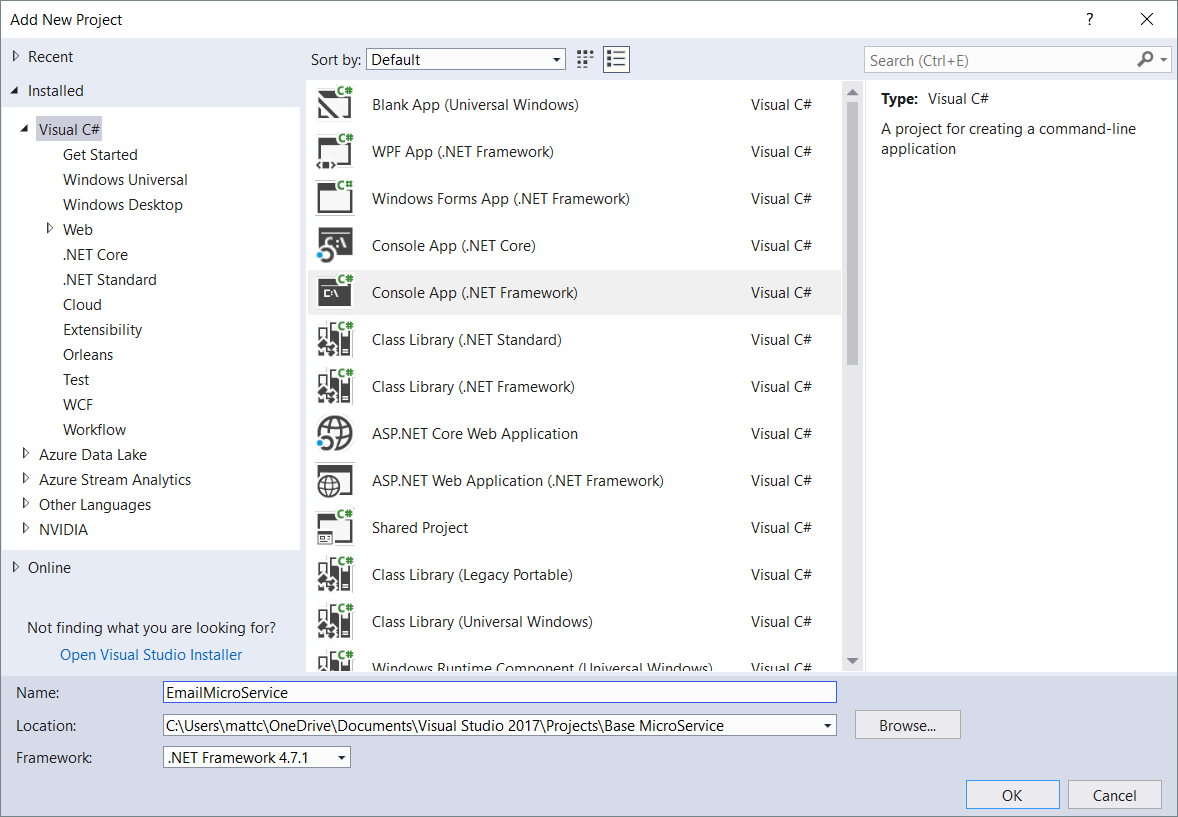 Add New Project
?
Recent
Installed
Visual C#
Get Started
Windows Universal
Windows Desktop
Web
.NET Core
.NET Standard
Cloud
Extensibility
Orleans
Test
WCF
Workflow
Azure Data Lake
Azure Stream Analytics
Other Languages
NVIDIA
Online
Not finding what you are looking for?
Open Visual Studio Installer
Sort by: Default
Search (Ctrl+E)
Blank App (Universal Windows) Visual C#
WPF App (.NET Framework) Visual C#
Windows Forms App (.NET Framework) Visual C#
Console App (.NET Core) Visual C#
Console App (.NET Framework) Visual C#
Class Library (.NET Standard) Visual C#
Class Library (.NET Framework) Visual C#
ASP.NET Core Web Application Visual C#
ASP.NET Web Application (.NET Framework) Visual C#
Shared Project Visual C#
Class Library (Legacy Portable) Visual C#
Class Library (Universal Windows) Visual C#
Windows Runtime Component (Universal Windows) Visual C#
Type: Visual C#
A project for creating a command-line
application
Name: EmailMicroService
Location: C:\Users\mattc\OneDrive\Documents\Visual Studio 2017\Projects\Base MicroService
Browse...
Framework: .NET Framework 4.7.1
OK
Cancel